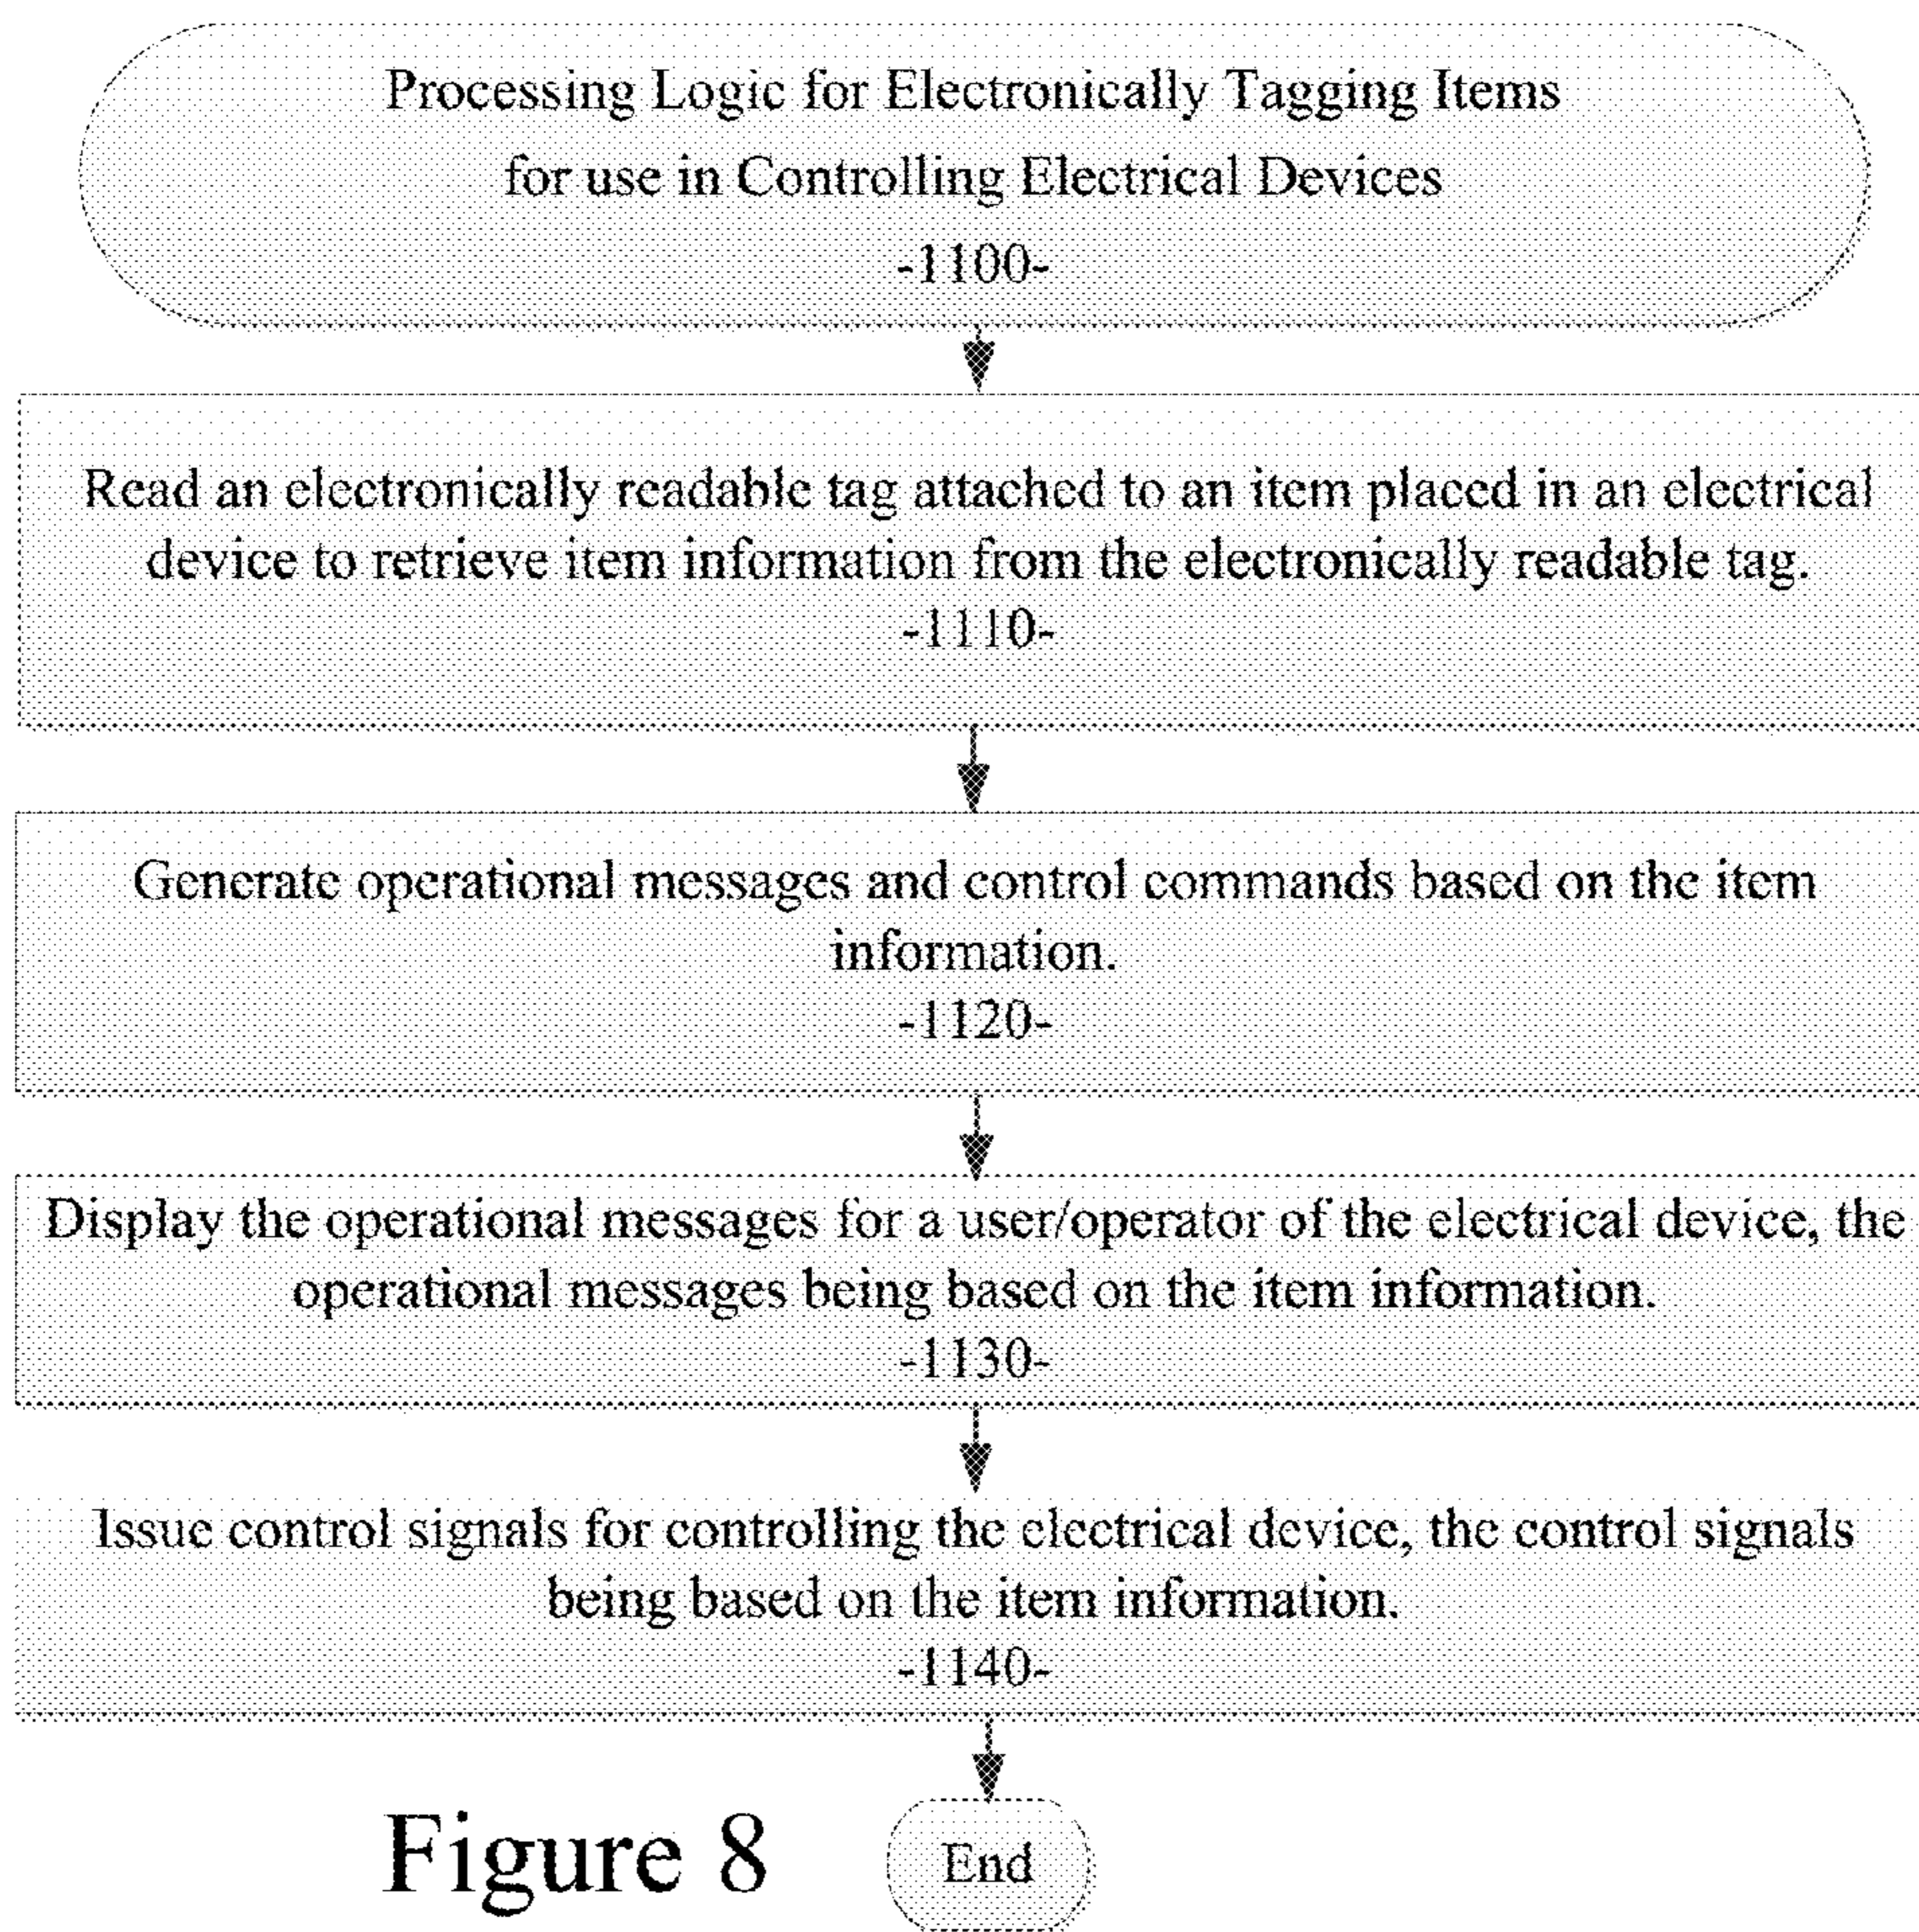 Processing Logic for Electronically Tagging Items
for use in Controlling Electrical Devices
-1100-
Read an electronically readable tag attached to an item placed in an electrical
device to retrieve item information from the electronically readable tag.
-1110-
Generate operational messages and control commands based on the item
information.
-1120-
Display the operational messages for a user/operator of the electrical device, the
operational messages being based on the item information.
-1130-
Issue control signals for controlling the electrical device, the control signals
being based on the item information.
-1140-
Figure 8
End